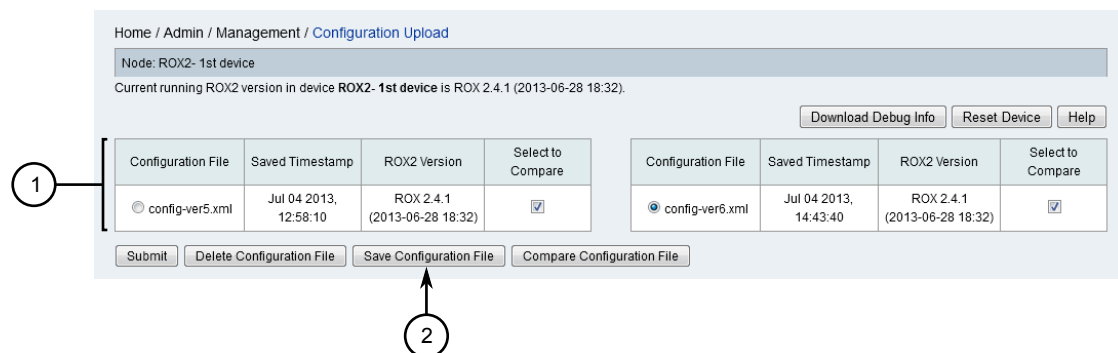 Home / Admin / Management / Configuration Upload
Node: ROX2- 1st device
Current running ROX2 version in device ROX2- 1st device is ROX 2.4.1 (2013-06-28 18:32).
Download Debug Info Reset Device Help
1
Configuration File Saved Timestamp ROX2 Version Select to Compare
config-ver5.xml Jul 04 2013, 12:58:10 ROX 2.4.1 (2013-06-28 18:32)
Configuration File Saved Timestamp ROX2 Version Select to Compare
config-ver6.xml Jul 04 2013, 14:43:40 ROX 2.4.1 (2013-06-28 18:32)
Submit Delete Configuration File Save Configuration File Compare Configuration File
2